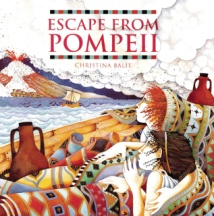 ESCAPE FROM
POMPEII
CHRISTINA BALIT